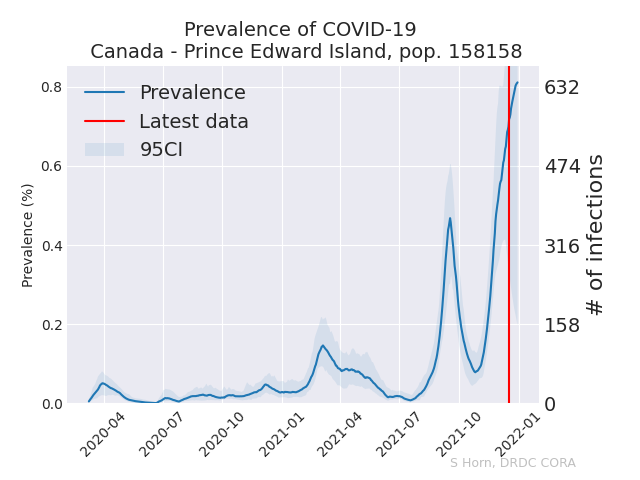 Prevalence of COVID-19
Canada - Prince Edward Island, pop. 158158
Prevalence
Latest data
95CI
Prevalence (%)
0.8
0.6
0.4
0.2
0.0
632
474
316
158
0
# of infections
2020-04
2020-07
2020-10
2021-01
2021-04
2021-07
2021-10
2022-01
S Horn, DRDC CORA